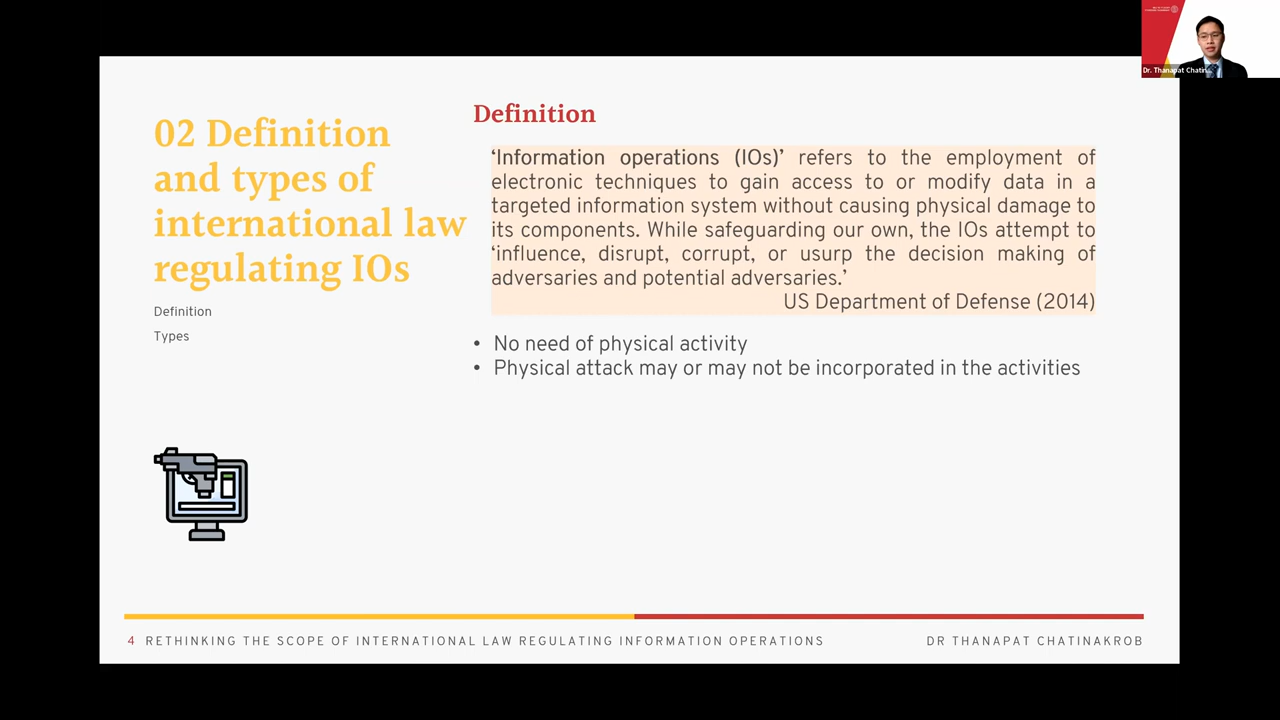 Dr. Thanapat Chatin...
02 Definition
and types of
international law
regulating IOs
Definition
Types
Definition
‘Information operations (IOs)’ refers to the employment of
electronic techniques to gain access to or modify data in a
targeted information system without causing physical damage to
its components. While safeguarding our own, the IOs attempt to
‘influence, disrupt, corrupt, or usurp the decision making of
adversaries and potential adversaries.’
US Department of Defense (2014)
• No need of physical activity
• Physical attack may or may not be incorporated in the activities
4 RETHINKING THE SCOPE OF INTERNATIONAL LAW REGULATING INFORMATION OPERATIONS
DR THANAPAT CHATINAKROB